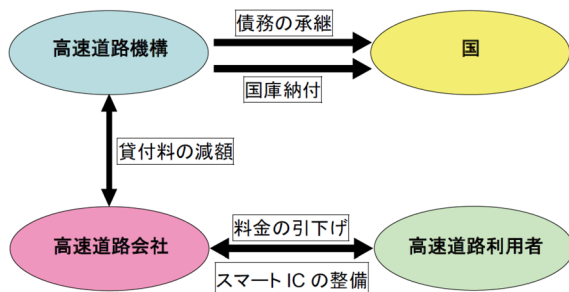 債務の承継
高速道路機構
国
国庫納付
貸付料の減額
料金の引下げ
高速道路会社
高速道路利用者
スマート IC の整備